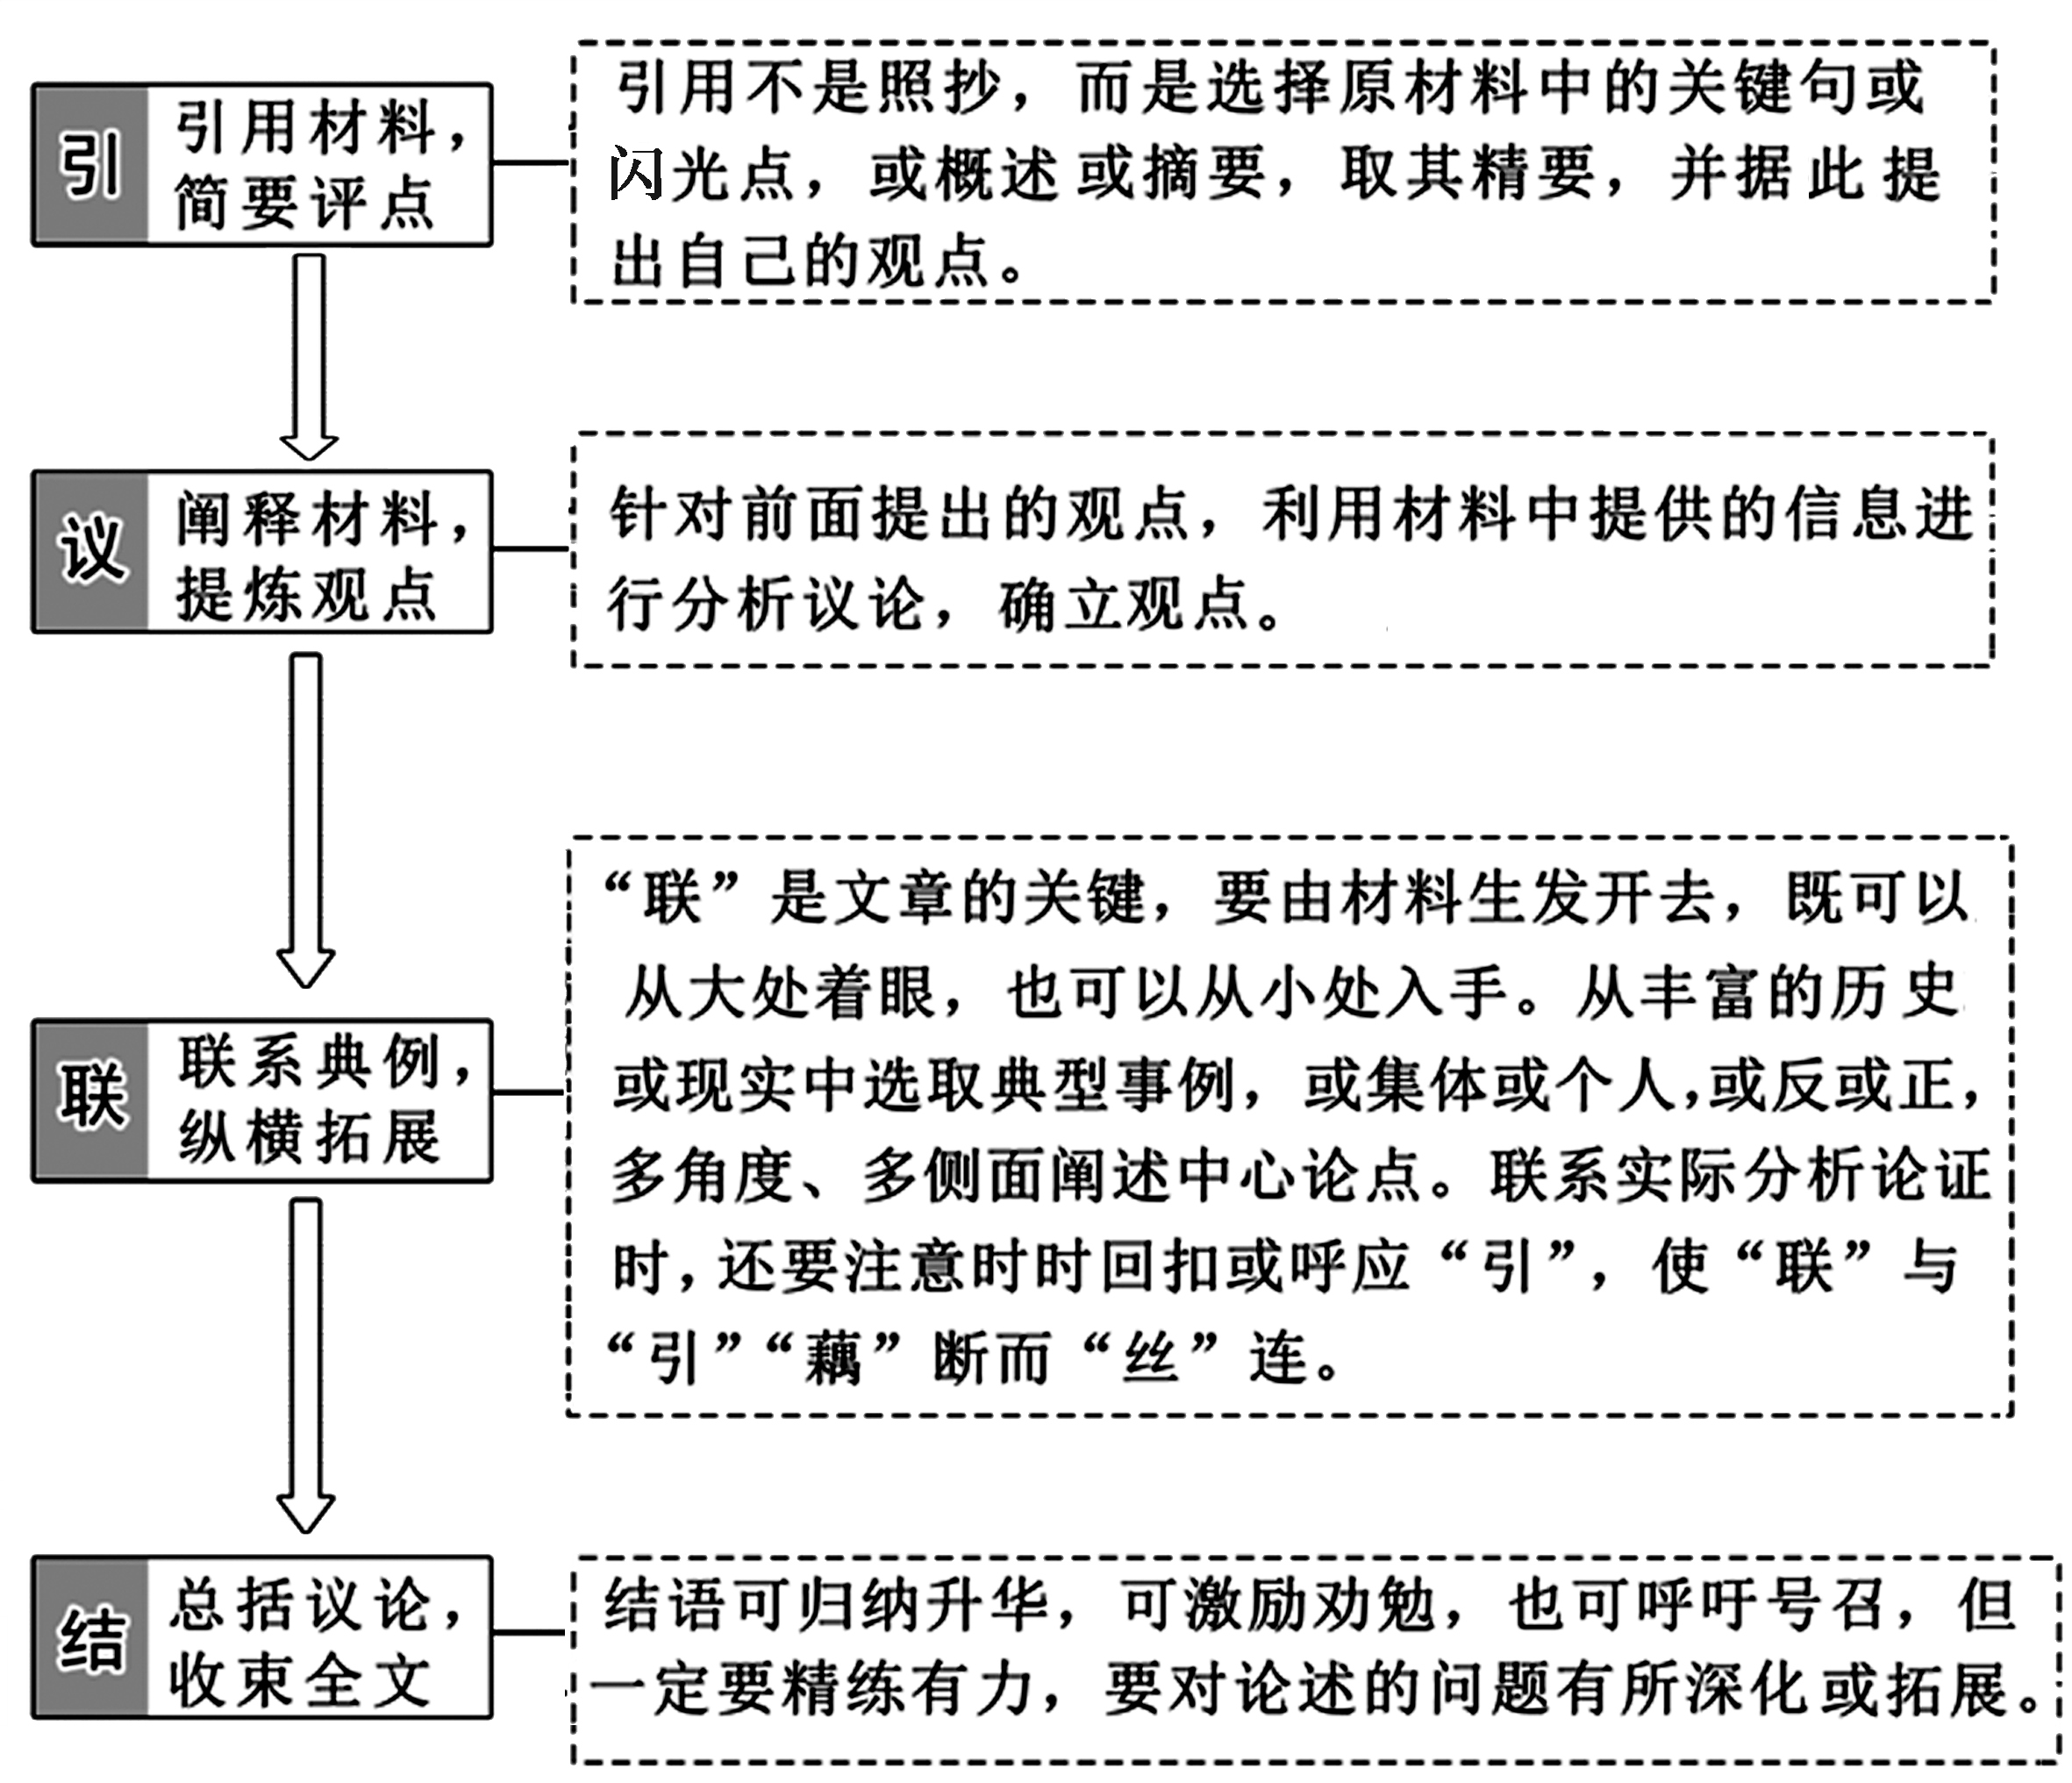 引
引用材料，
简要评点
引用不是照抄，而是选择原材料中的关键句或
闪光点，或概述或摘要，取其精要，并据此提
出自己的观点。
议
阐释材料，
提炼观点
针对前面提出的观点，利用材料中提供的信息进
行分析议论，确立观点。
联
联系典例，
纵横拓展
“联”是文章的关键，要由材料生发开去，既可以
从大处着眼，也可以从小处入手。从丰富的历史
或现实中选取典型事例，或集体或个人，或反或正，
多角度、多侧面阐述中心论点。联系实际分析论证
时，还要注意时时回扣或呼应“引”，使“联”与
“引”“藕”断而“丝”连。
结
总括议论，
收束全文
结语可归纳升华，可激励劝勉，也可呼吁号召，但
一定要精练有力，要对论述的问题有所深化或拓展。